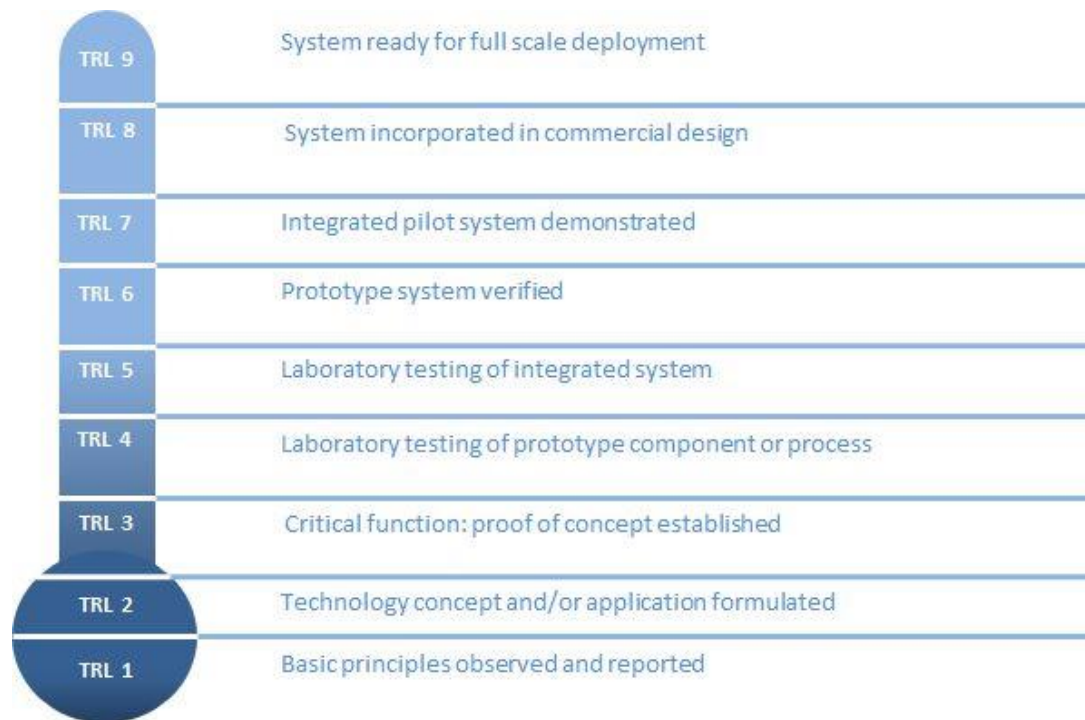 TRL 9
System ready for full scale deployment
TRL 8
System incorporated in commercial design
TRL 7
Integrated pilot system demonstrated
TRL 6
Prototype system verified
TRL 5
Laboratory testing of integrated system
TRL 4
Laboratory testing of prototype component or process
TRL 3
Critical function: proof of concept established
TRL 2
Technology concept and/or application formulated
TRL 1
Basic principles observed and reported